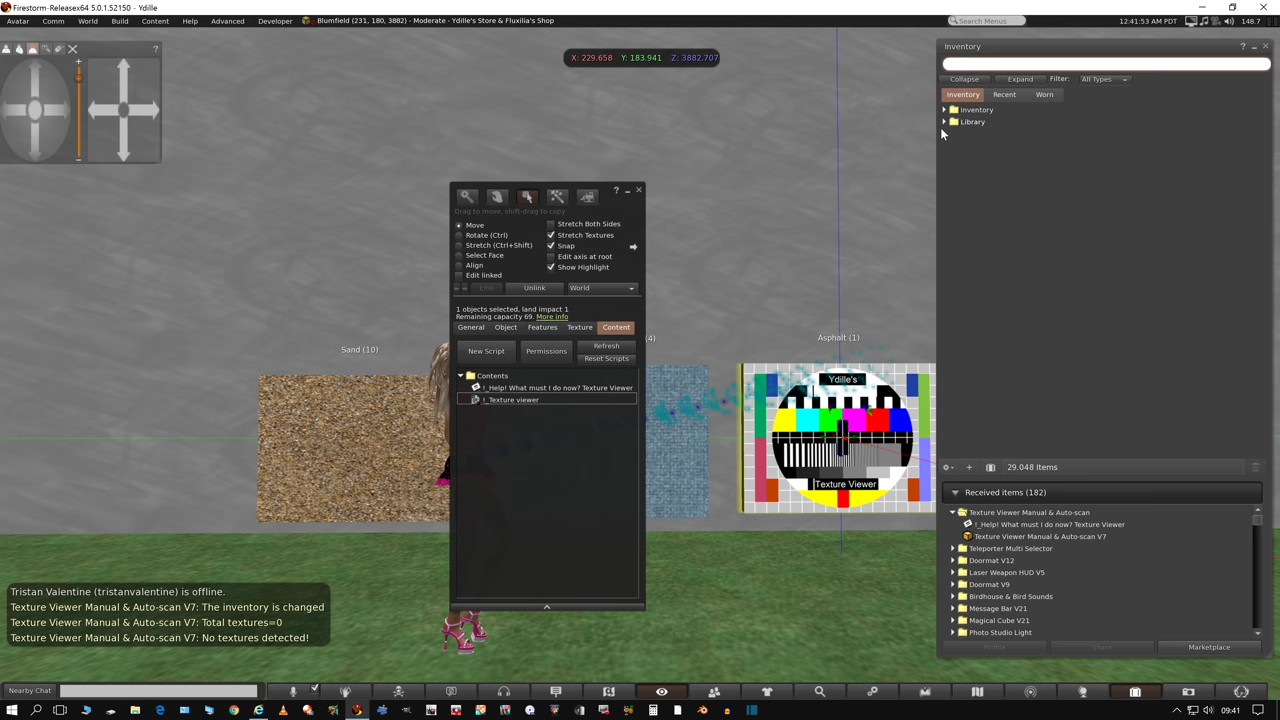 Firestorm-Releasex64 5.0.1.52150 - Ydille
Avatar Comm World Build Content Help Advanced Developer Blumfield (231, 180, 3882) - Moderate - Ydille's Store & Fluxilia's Shop
Search Menus
12:41:53 AM PDT
148.7
X: 229.658 Y: 183.941 Z: 3882.707
Inventory
Collapse Expand Filter: All Types
Inventory Recent Worn
Inventory
Library
Drag to move, shift-drag to copy
Move
Rotate (Ctrl)
Stretch (Ctrl+Shift)
Select Face
Align
Edit linked
Stretch Both Sides
Stretch Textures
Snap
Edit axis at root
Show Highlight
Link Unlink World
1 objects selected, land impact 1
Remaining capacity 69. More info
General Object Features Texture Content
New Script Permissions Refresh
Reset Scripts
Contents
!_Help! What must I do now? Texture Viewer
!_Texture viewer
Sand (10)
(4)
Asphalt (1)
Ydille's
Texture Viewer
29.048 Items
Received items (182)
Texture Viewer Manual & Auto-scan
!_Help! What must I do now? Texture Viewer
Texture Viewer Manual & Auto-scan V7
Teleporter Multi Selector
Doormat V12
Laser Weapon HUD V5
Doormat V9
Birdhouse & Bird Sounds
Message Bar V21
Magical Cube V21
Photo Studio Light
Profile Share Marketplace
Tristan Valentine (tristanvalentine) is offline.
Texture Viewer Manual & Auto-scan V7: The inventory is changed
Texture Viewer Manual & Auto-scan V7: Total textures=0
Texture Viewer Manual & Auto-scan V7: No textures detected!
Nearby Chat
09:41